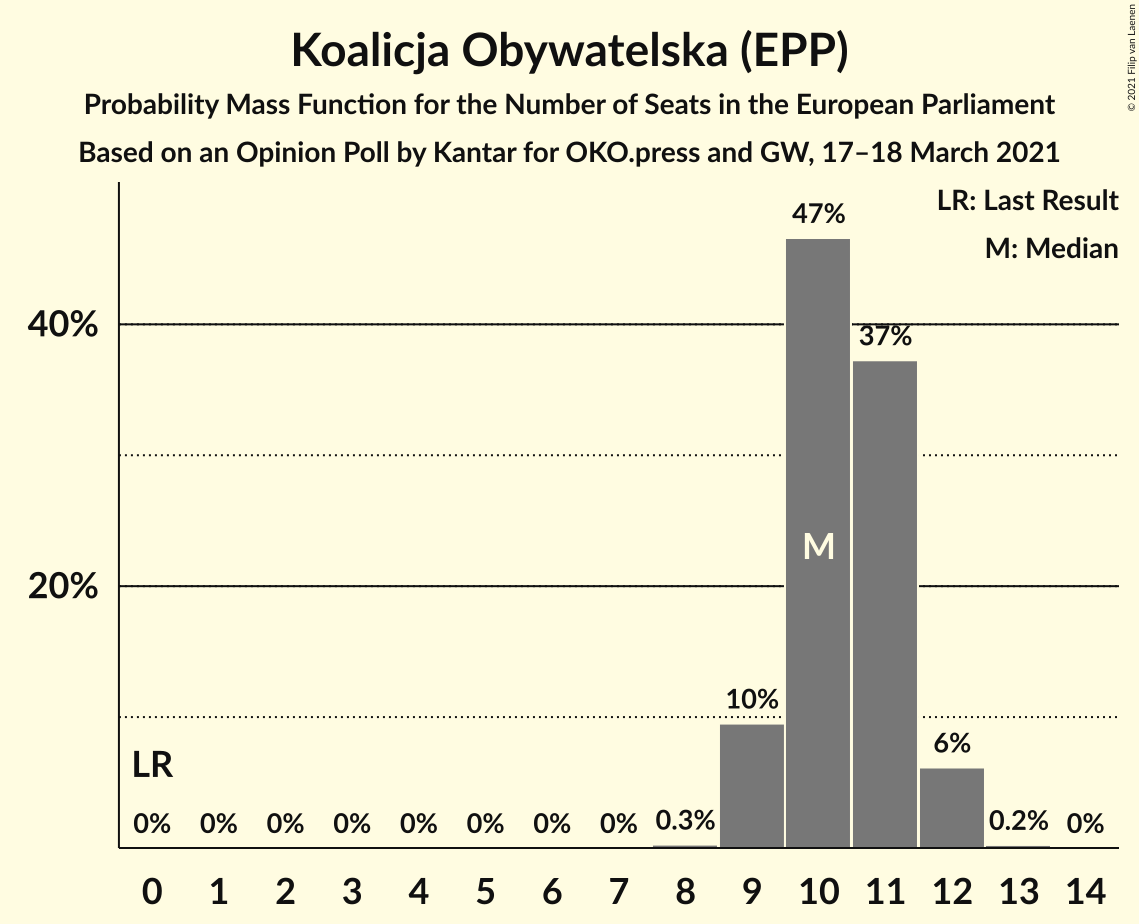 Koalicja Obywatelska (EPP)
Probability Mass Function for the Number of Seats in the European Parliament
Based on an Opinion Poll by Kantar for OKO.press and GW, 17–18 March 2021
© 2021 Filip van Laenen
LR: Last Result
M: Median
47%
40%
37%
M
20%
10%
6%
LR
0% 0% 0% 0% 0% 0% 0% 0% 0.3% 0.2% 0%
0 1 2 3 4 5 6 7 8 9 10 11 12 13 14